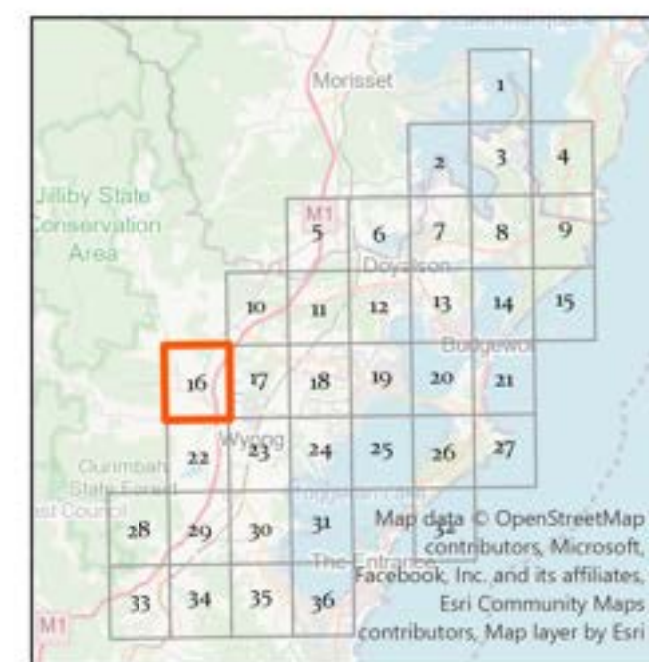 Morisset
1
2 3 4
Jilliby State
Conservation
Area
M1
5 6 7 8 9
Doyalson
10 11 12 13 14 15
Budgewoi
16 17 18 19 20 21
Wyong
22 23 24 25 26 27
Ourimbah
State Forest
ast Council
28 29 30 31 32
The Entrance
33 34 35 36
M1
Map data © OpenStreetMap
contributors, Microsoft,
Facebook, Inc. and its affiliates,
Esri Community Maps
contributors, Map layer by Esri